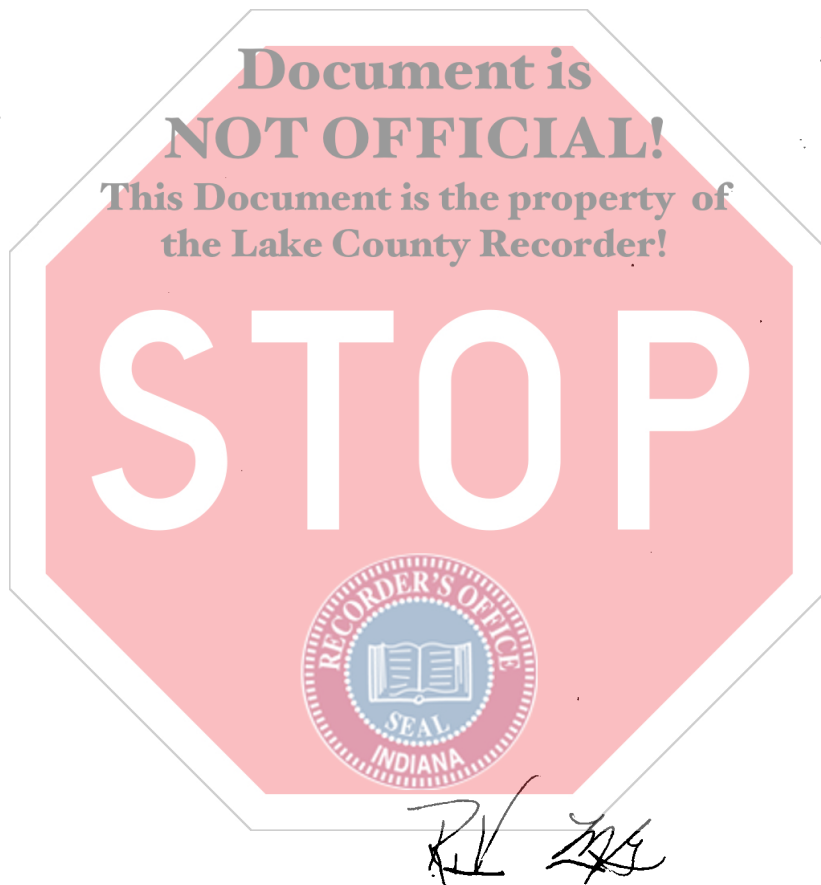 Document is
NOT OFFICIAL!
This Document is the property of
the Lake County Recorder!
STOP
RECORDER'S OFFICE
SEAL
INDIANA